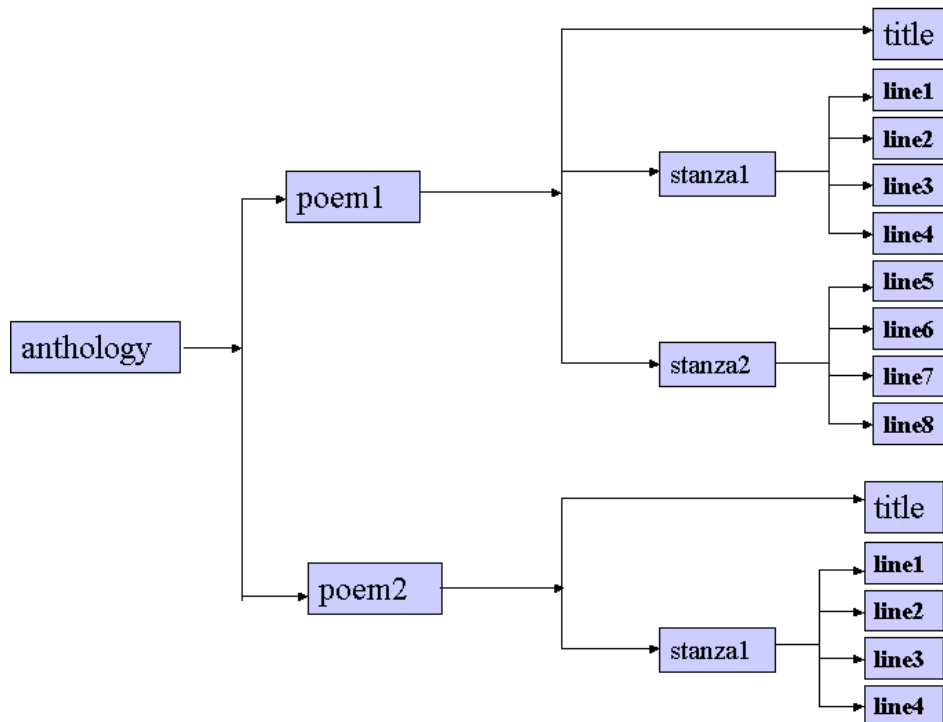 title
line1
line2
stanza1
line3
poem1
line4
line5
anthology
line6
stanza2
line7
line8
title
line1
poem2
line2
stanza1
line3
line4